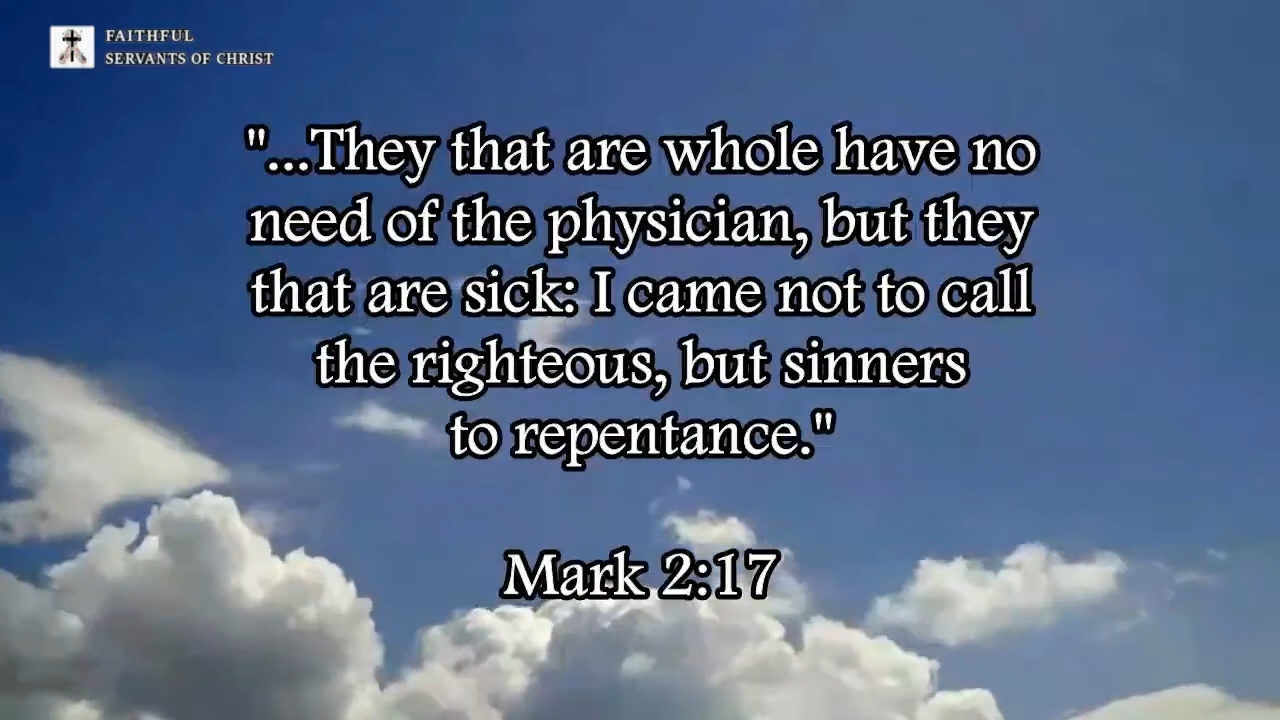 FAITHFUL
SERVANTS OF CHRIST
"...They that are whole have no
need of the physician, but they
that are sick: I came not to call
the righteous, but sinners
to repentance."
Mark 2:17